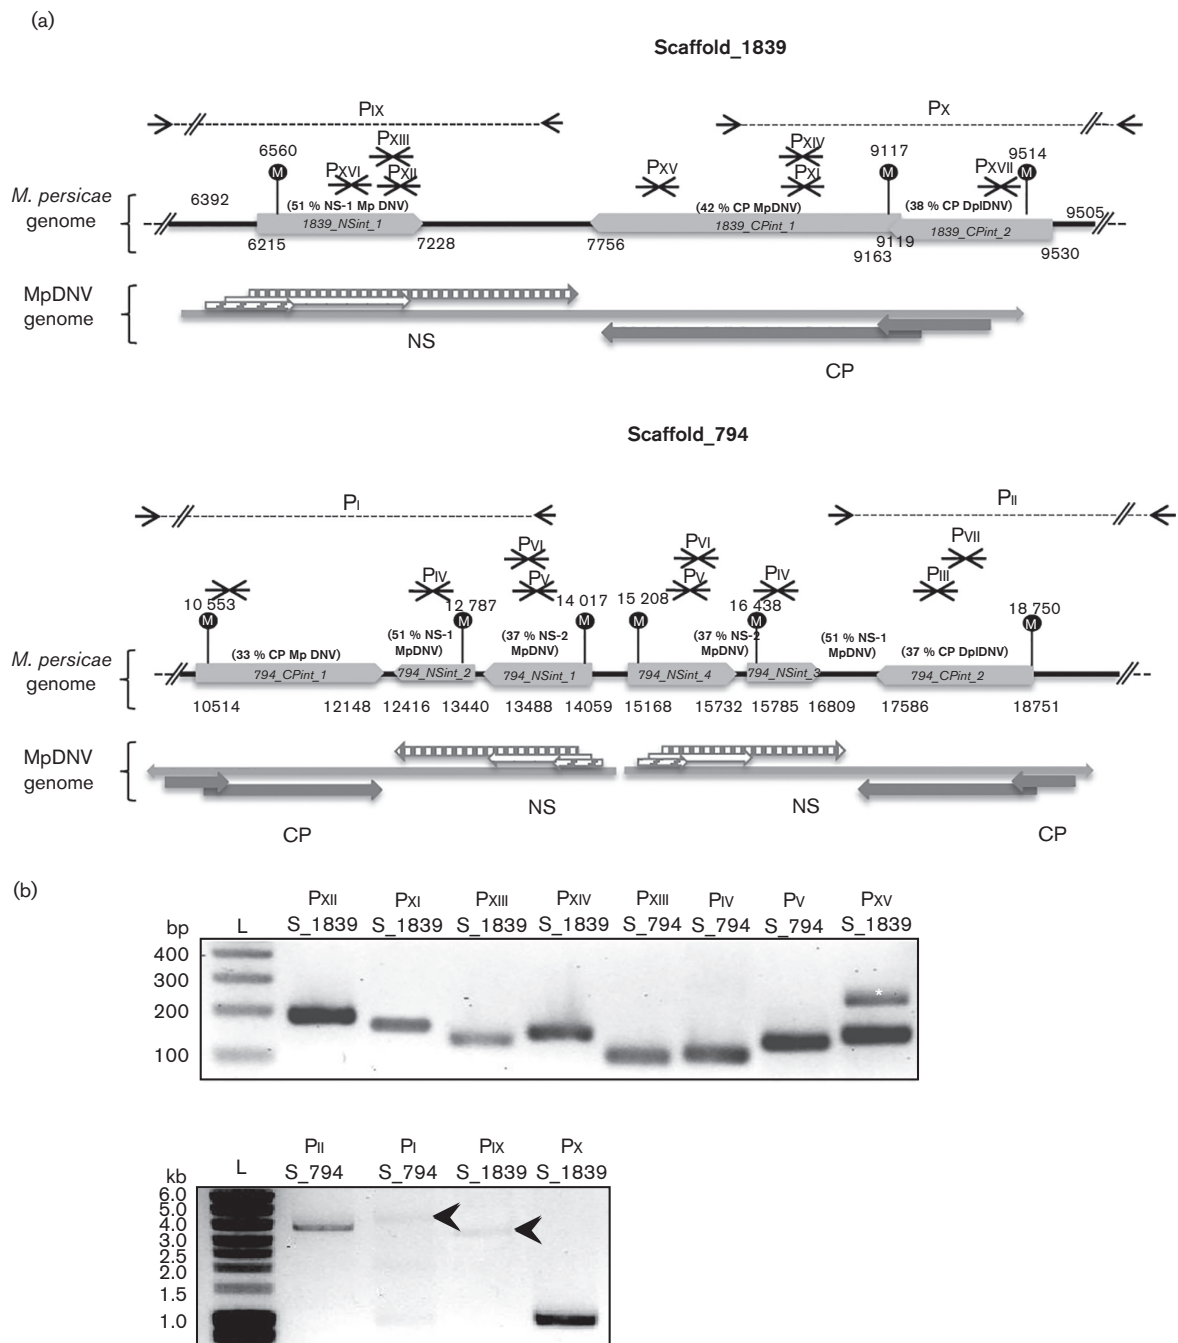 (a)
Scaffold_1839
PIX
PX
PXIII
PXIV
6560
9117
9514
PXVI
PXII
PXV
PXI
PXVII
M
M
M
M. persicae
genome
6392
(51 % NS-1 Mp DNV)
(42 % CP MpDNV)
(38 % CP DplDNV)
9505
1839_NSint_1
1839_CPint_1
1839_CPint_2
6215
7228
7756
9119
9163
9530
MpDNV
genome
NS
CP
Scaffold_794
PI
PII
PVI
PVI
PVII
PIV
PV
PV
PIV
PIII
10 553
12 787
14 017
15 208
16 438
18 750
M
M
M
M
M
M
M. persicae
genome
(33 % CP Mp DNV)
(51 % NS-1
MpDNV)
(37 % NS-2
MpDNV)
(37 % NS-2
MpDNV)
(51 % NS-1
MpDNV)
(37 % CP DplDNV)
794_CPint_1
794_NSint_2
794_NSint_1
794_NSint_4
794_NSint_3
794_CPint_2
10514
12148
12416
13440
13488
14059
15168
15732
15785
16809
17586
18751
MpDNV
genome
NS
NS
CP
CP
(b)
PXII
PXI
PXIII
PXIV
PXIII
PIV
PV
PXV
bp
L
S_1839
S_1839
S_1839
S_1839
S_794
S_794
S_794
S_1839
400
300
200
100
*
PII
PI
PIX
PX
kb
L
S_794
S_794
S_1839
S_1839
6.0
5.0
4.0
3.0
2.5
2.0
1.5
1.0